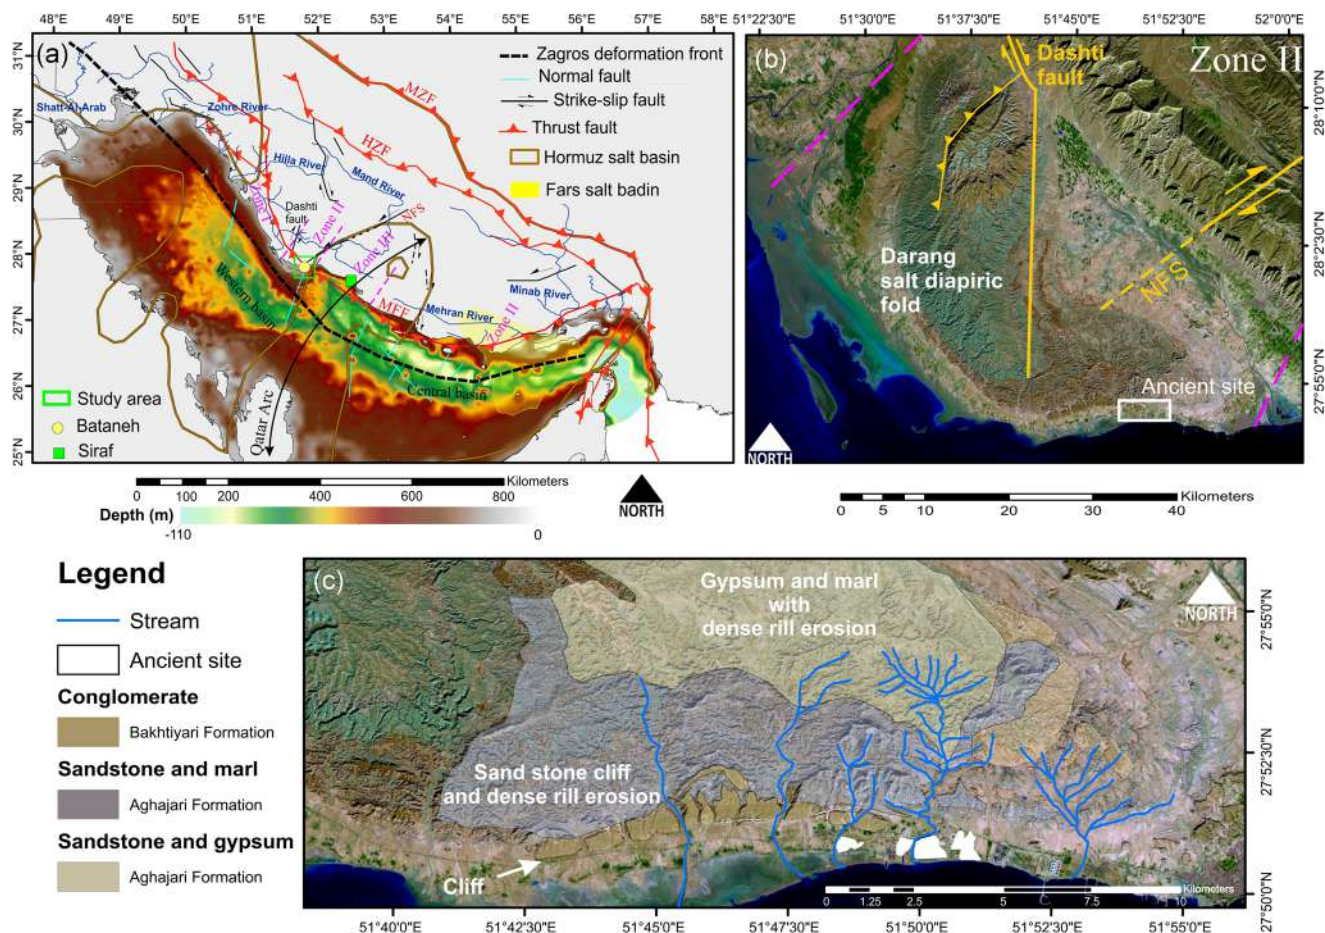 48°E 49°E 50°E 51°E 52°E 53°E 54°E 55°E 56°E 57°E 58°E
31°N
30°N
29°N
28°N
27°N
26°N
25°N
(a)
Zagros deformation front
Normal fault
Strike-slip fault
Thrust fault
Hormuz salt basin
Fars salt badin
MZF
HZF
Shatt-Al-Arab
Zohre River
Hilla River
Mand River
Dashti
fault
Zone I
Zone II
NFS
Zone III
MFF
Mehran River
Minab River
Zone II
Western basin
Central basin
Qatar Arc
Study area
Bataneh
Siraf
0 100 200 400 600 800
Kilometers
Depth (m)
-110 0
NORTH
51°22'30"E 51°30'E 51°37'30"E 51°45'E 51°52'30"E 52°0'E
28°10'N
28°2'30"N
27°55'E
(b)
Dashti
fault
Zone II
Darang
salt diapiric
fold
NFS
Ancient site
NORTH
Kilometers
0 5 10 20 30 40
Legend
Stream
Ancient site
Conglomerate
Bakhtiyari Formation
Sandstone and marl
Aghajari Formation
Sandstone and gypsum
Aghajari Formation
(c)
Gypsum and marl
with
dense rill erosion
Sand stone cliff
and dense rill erosion
Cliff
NORTH
27°55'0"N
27°52'30"N
27°50'0"N
Kilometers
0 1.25 2.5 5 7.5 10
51°40'E 51°42'30"E 51°45'E 51°47'30"E 51°50'E 51°52'30"E 51°55'E